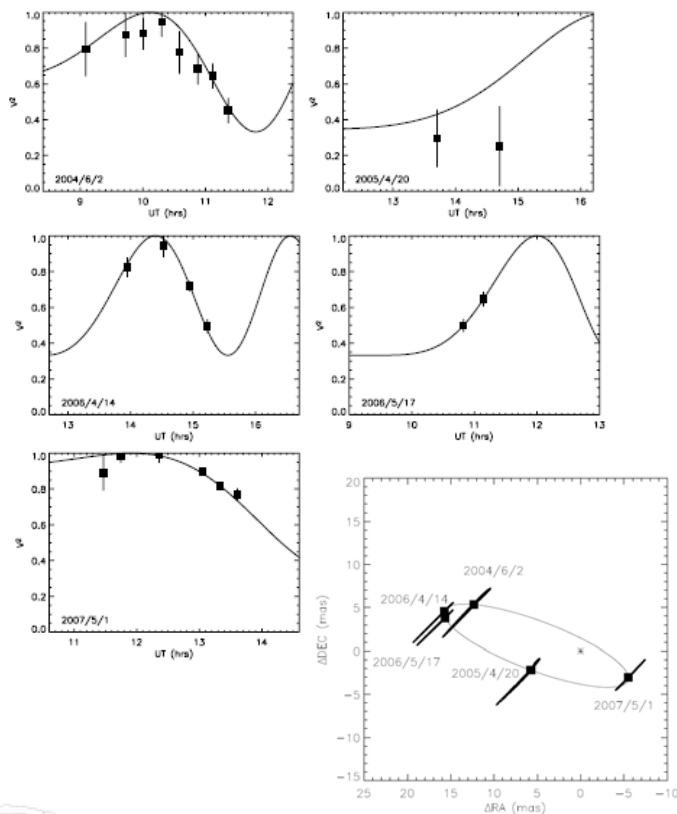 1.0
0.8
0.6
0.4
0.2
0.0
V²
2004/6/2
9 10 11 12
UT (hrs)
1.0
0.8
0.6
0.4
0.2
0.0
V²
2005/4/20
13 14 15 16
UT (hrs)
1.0
0.8
0.6
0.4
0.2
0.0
V²
2006/4/14
13 14 15 16
UT (hrs)
1.0
0.8
0.6
0.4
0.2
0.0
V²
2006/5/17
9 10 11 12 13
UT (hrs)
1.0
0.8
0.6
0.4
0.2
0.0
V²
2007/5/1
11 12 13 14
UT (hrs)
20
15
10
5
0
-5
-10
-15
ΔDEC (mas)
2004/6/2
2006/4/14
2006/5/17
2005/4/20
2007/5/1
25 20 15 10 5 0 -5 -10
ΔRA (mas)